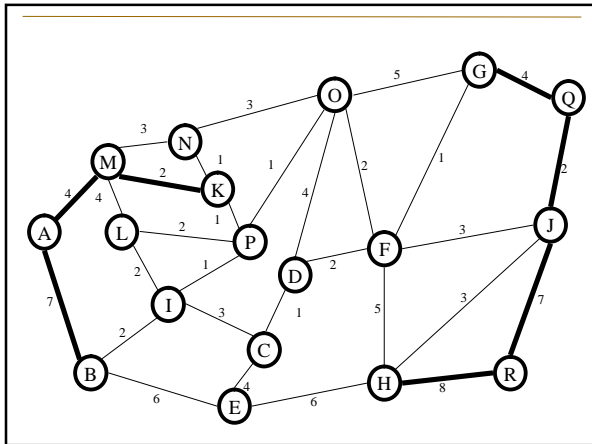 G 4
5
Q
O
3
3
N
M 1 1
2 2 1 2
4 4 K 4
1
A L 2 P F 3 J
D 2
2 1
I 3 1 5 3 7
7
2 C
B H R
4 8
6 E 6